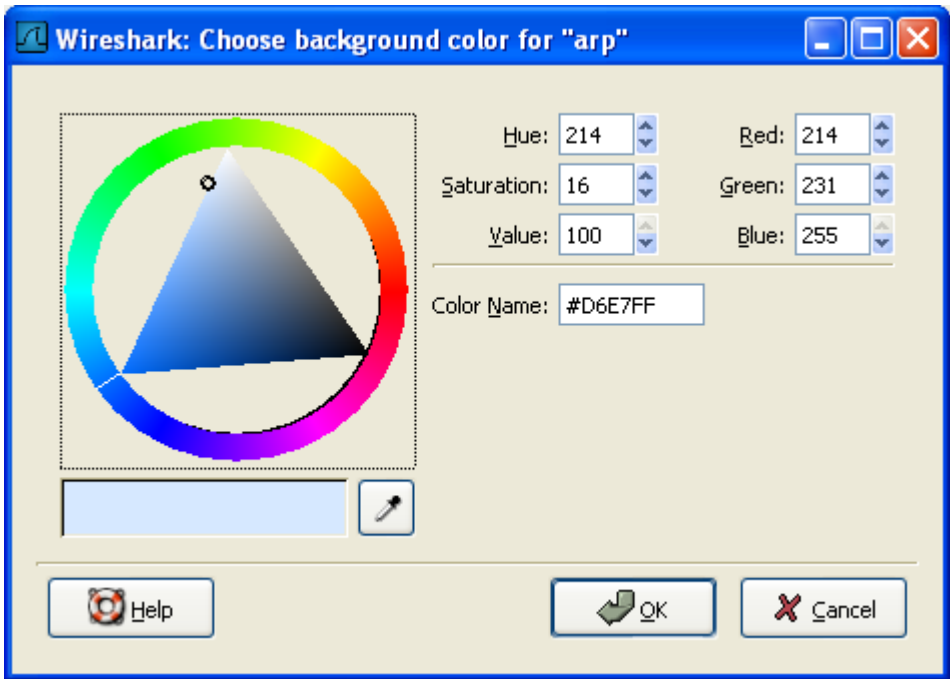 Wireshark: Choose background color for "arp"
Hue: 214 Red: 214
Saturation: 16 Green: 231
Value: 100 Blue: 255
Color Name: #D6E7FF
Help OK Cancel